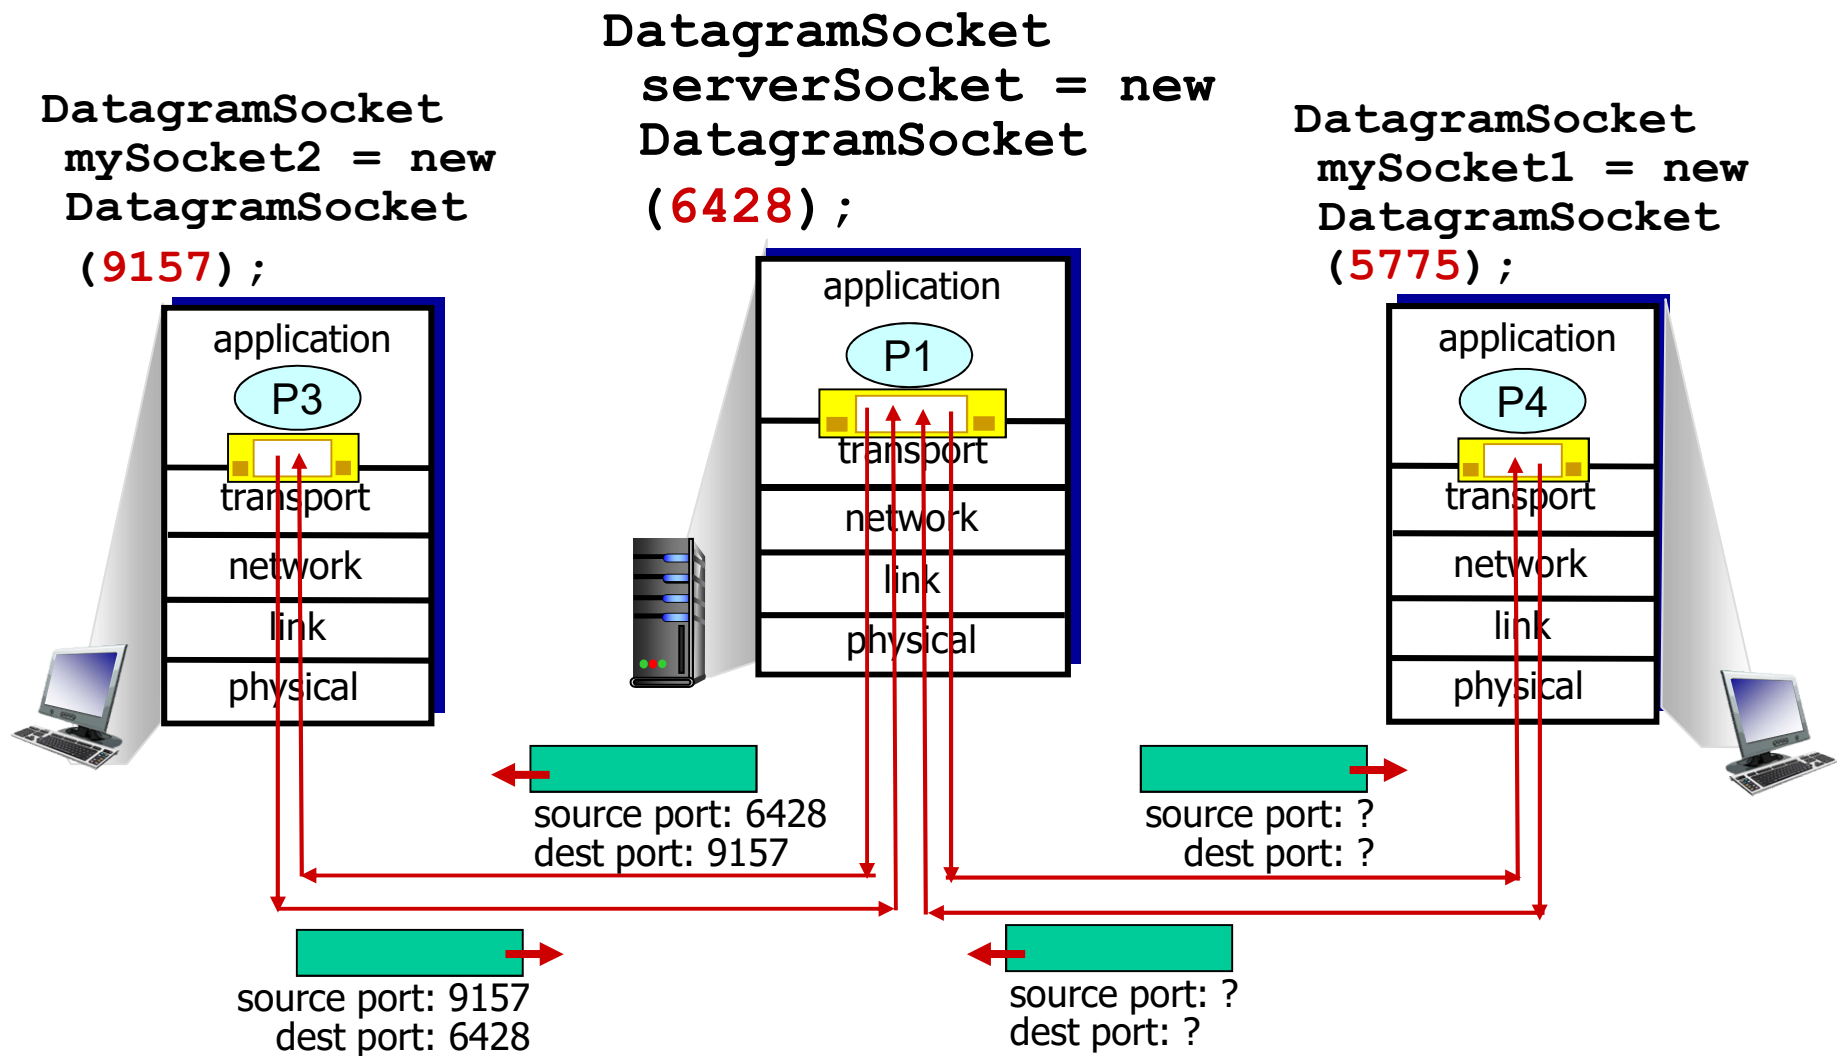 DatagramSocket
mySocket2 = new
DatagramSocket
(9157);
DatagramSocket
serverSocket = new
DatagramSocket
(6428);
DatagramSocket
mySocket1 = new
DatagramSocket
(5775);
application
P3
transport
network
link
physical
application
P1
transport
network
link
physical
application
P4
transport
network
link
physical
source port: 6428
dest port: 9157
source port: ?
dest port: ?
source port: 9157
dest port: 6428
source port: ?
dest port: ?